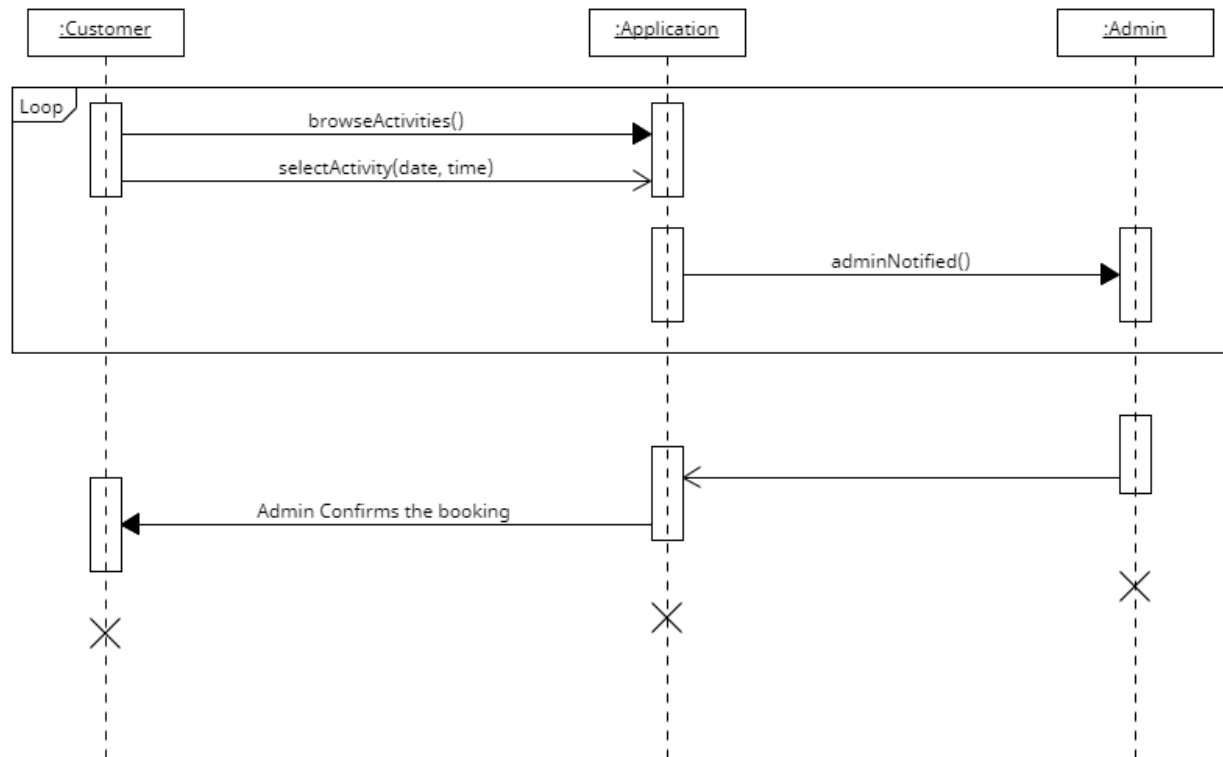 :Customer
:Application
:Admin
Loop
browseActivities()
selectActivity(date, time)
adminNotified()
Admin Confirms the booking